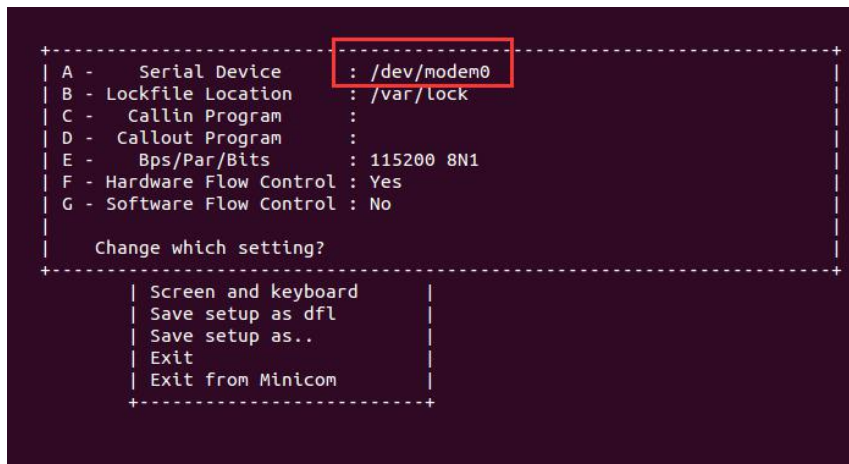 A - Serial Device : /dev/modem0
B - Lockfile Location : /var/lock
C - Callin Program :
D - Callout Program :
E - Bps/Par/Bits : 115200 8N1
F - Hardware Flow Control : Yes
G - Software Flow Control : No
Change which setting?
Screen and keyboard
Save setup as dfl
Save setup as..
Exit
Exit from Minicom